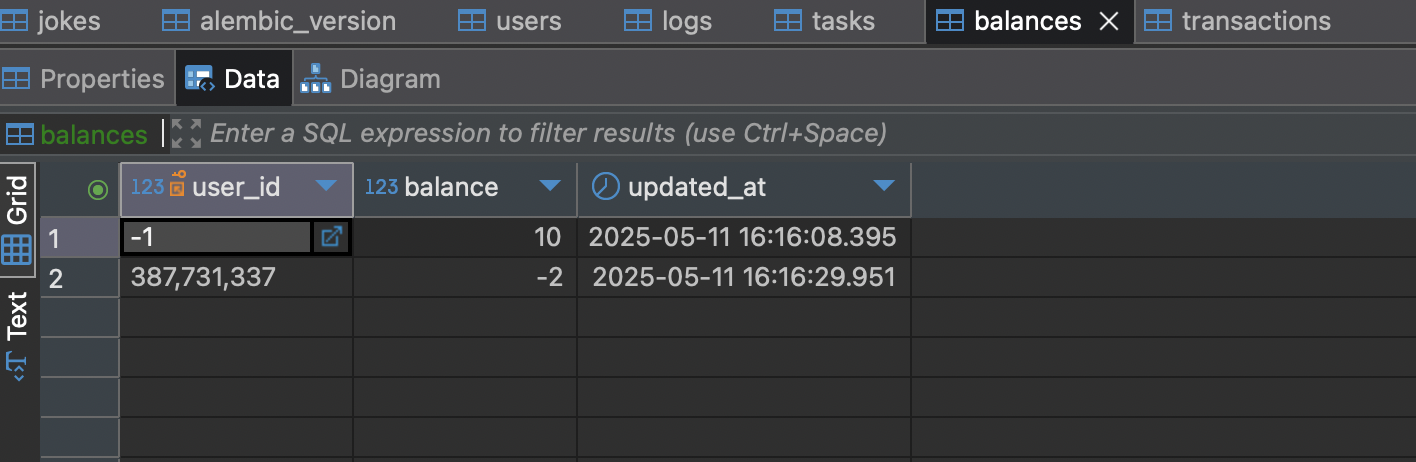 jokes alembic_version users logs tasks balances transactions
Properties Data Diagram
balances Enter a SQL expression to filter results (use Ctrl+Space)
Grid
Text
123 user_id 123 balance updated_at
1 -1 10 2025-05-11 16:16:08.395
2 387,731,337 -2 2025-05-11 16:16:29.951